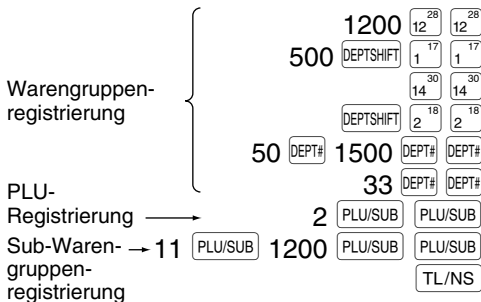 1200 12 28 12 28
500 DEPTSHIFT 1 17 1 17
14 30 14 30
DEPTSHIFT 2 18 2 18
50 DEPT# 1500 DEPT# DEPT#
33 DEPT# DEPT#
Warengruppen-
registrierung
PLU-
Registrierung 2 PLU/SUB PLU/SUB
Sub-Waren- 11 PLU/SUB 1200 PLU/SUB PLU/SUB
gruppen-
registrierung TL/NS